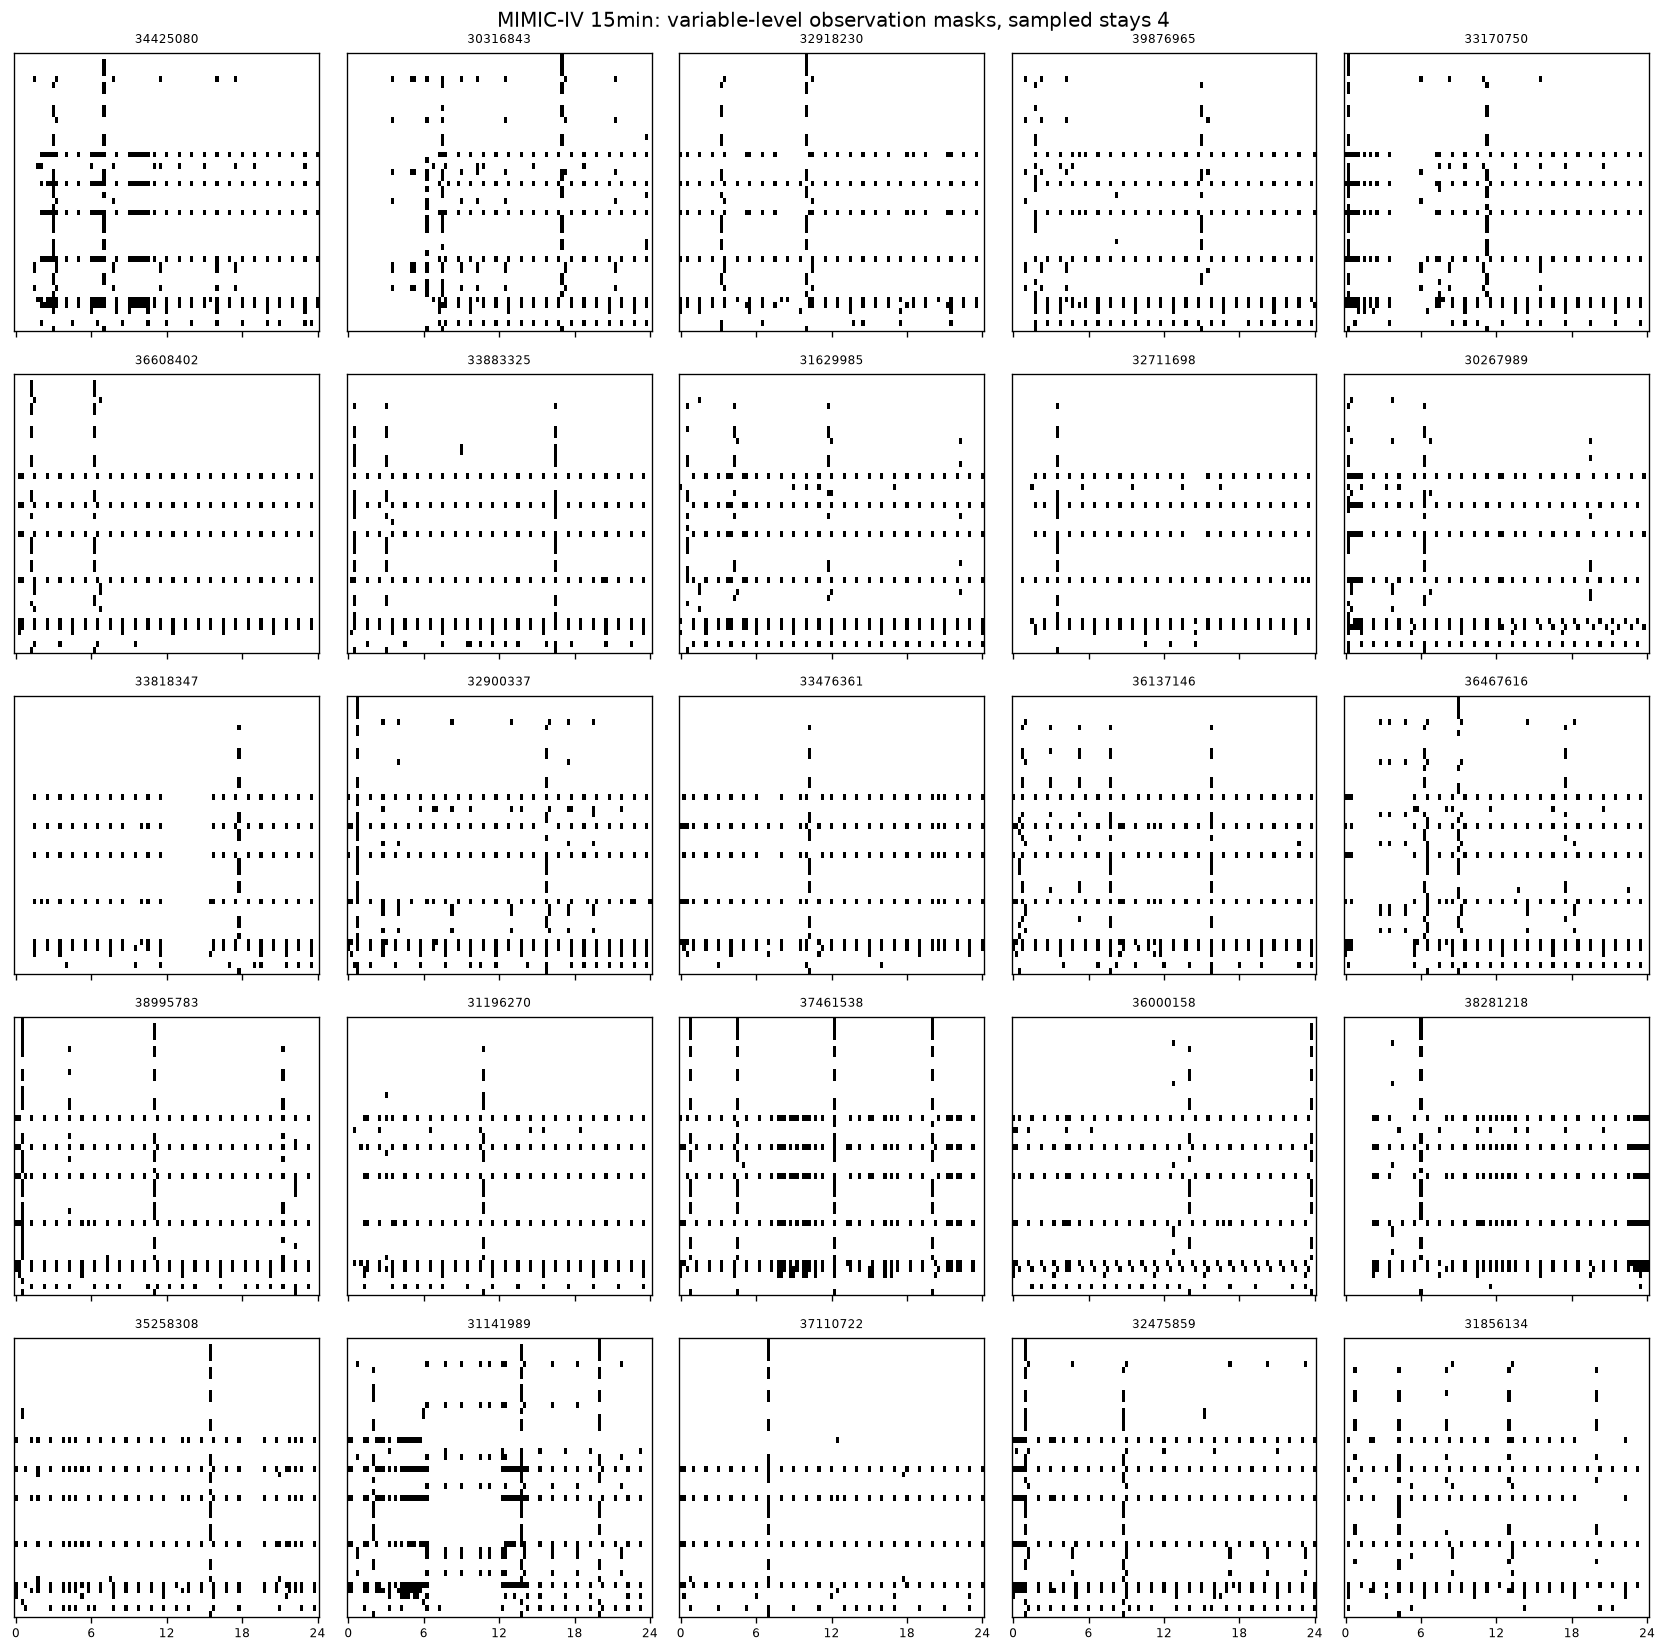 MIMIC-IV 15min: variable-level observation masks, sampled stays 4
34425080 30316843 32918230 39876965 33170750
36608402 33883325 31629985 32711698 30267989
33818347 32900337 33476361 36137146 36467616
38995783 31196270 37461538 36000158 38281218
35258308 31141989 37110722 32475859 31856134
0 6 12 18 24 0 6 12 18 24 0 6 12 18 24 0 6 12 18 24 0 6 12 18 24